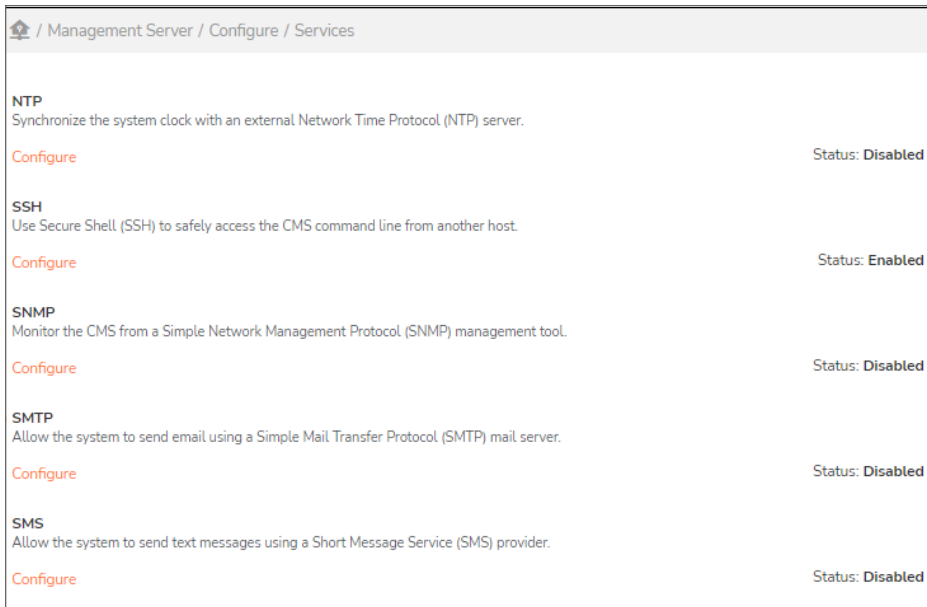 / Management Server / Configure / Services
NTP
Synchronize the system clock with an external Network Time Protocol (NTP) server.
Configure
Status: Disabled
SSH
Use Secure Shell (SSH) to safely access the CMS command line from another host.
Configure
Status: Enabled
SNMP
Monitor the CMS from a Simple Network Management Protocol (SNMP) management tool.
Configure
Status: Disabled
SMTP
Allow the system to send email using a Simple Mail Transfer Protocol (SMTP) mail server.
Configure
Status: Disabled
SMS
Allow the system to send text messages using a Short Message Service (SMS) provider.
Configure
Status: Disabled